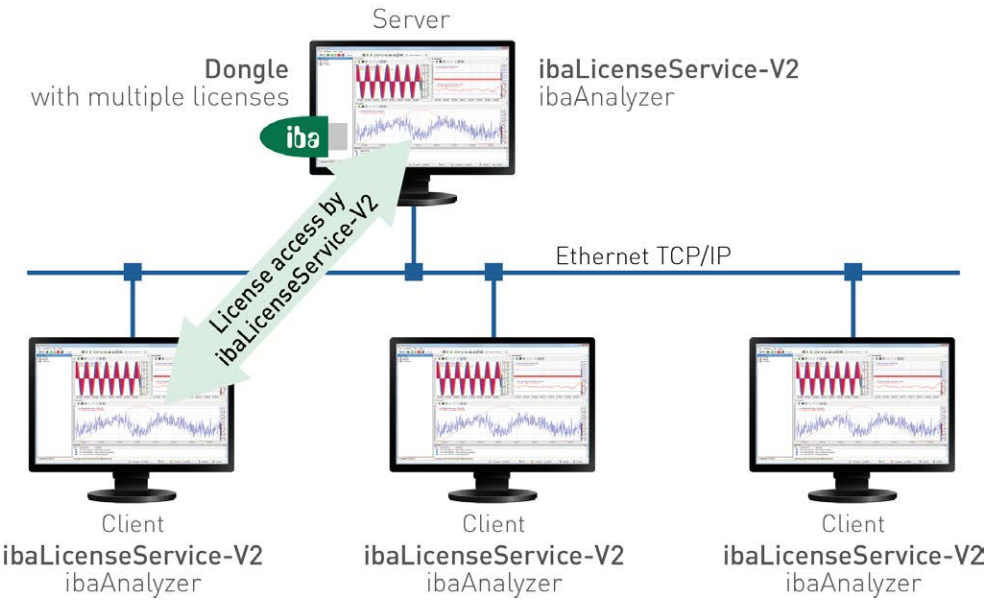 Server
Dongle
with multiple licenses
ibaLicenseService-V2
ibaAnalyzer
iba
License access by
ibaLicenseService-V2
Ethernet TCP/IP
Client
ibaLicenseService-V2
ibaAnalyzer
Client
ibaLicenseService-V2
ibaAnalyzer
Client
ibaLicenseService-V2
ibaAnalyzer